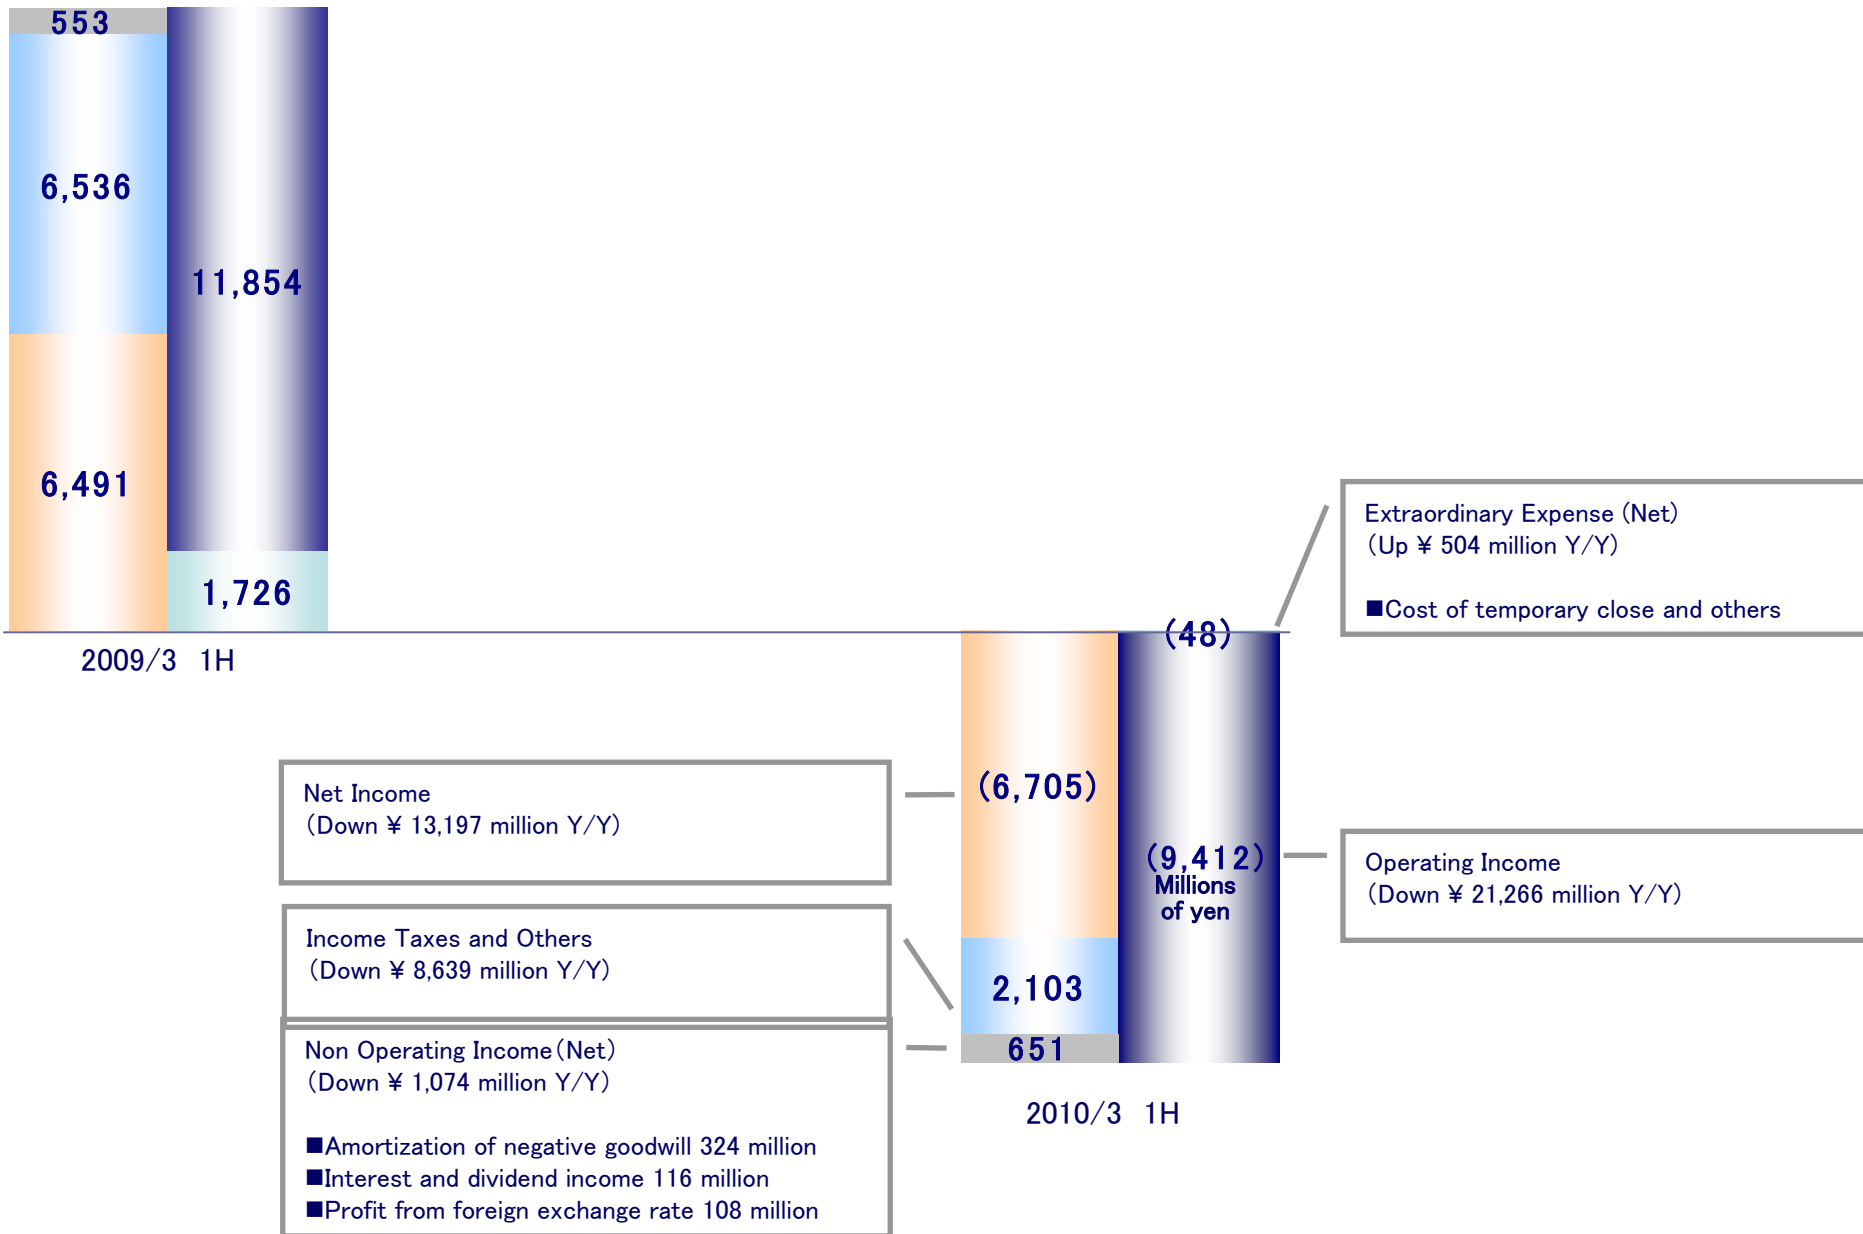 553
6,536
11,854
6,491
1,726
2009/3 1H
Extraordinary Expense (Net)
(Up ¥ 504 million Y/Y)
■Cost of temporary close and others
(48)
Net Income
(Down ¥ 13,197 million Y/Y)
(6,705)
(9,412)
Millions
of yen
Operating Income
(Down ¥ 21,266 million Y/Y)
Income Taxes and Others
(Down ¥ 8,639 million Y/Y)
2,103
651
Non Operating Income(Net)
(Down ¥ 1,074 million Y/Y)
■Amortization of negative goodwill 324 million
■Interest and dividend income 116 million
■Profit from foreign exchange rate 108 million
2010/3 1H